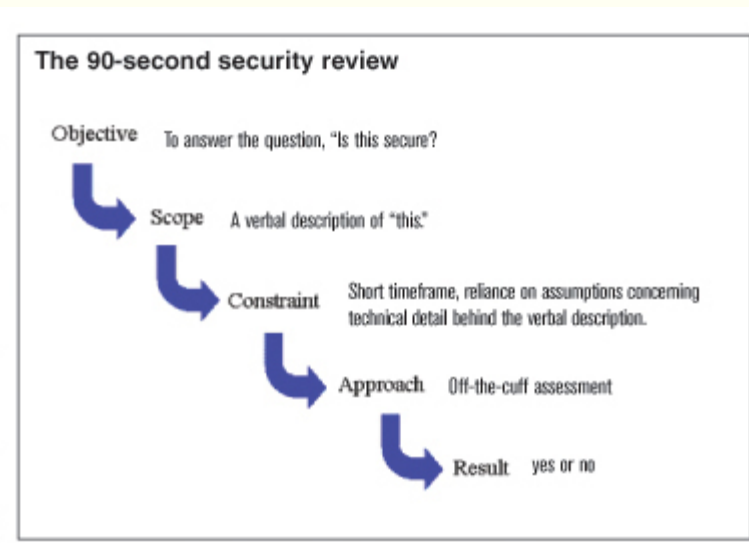 The 90-second security review
Objective To answer the question, "Is this secure?
Scope A verbal description of "this."
Constraint Short timeframe, reliance on assumptions concerning
technical detail behind the verbal description.
Approach Off-the-cuff assessment
Result yes or no